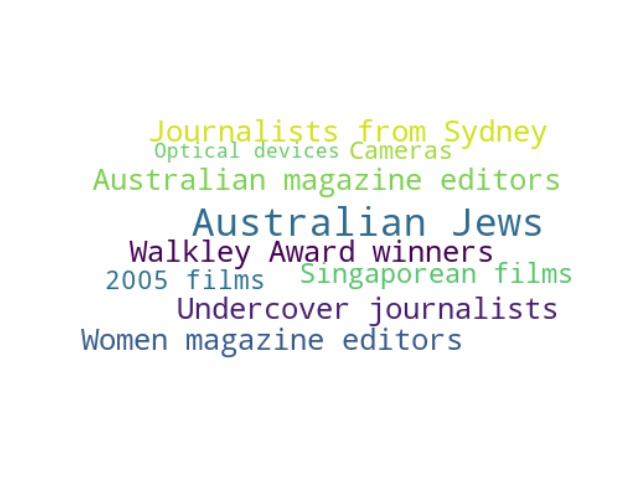 Journalists from Sydney
Optical devices Cameras
Australian magazine editors
Australian Jews
Walkley Award winners
2005 films Singaporean films
Undercover journalists
Women magazine editors